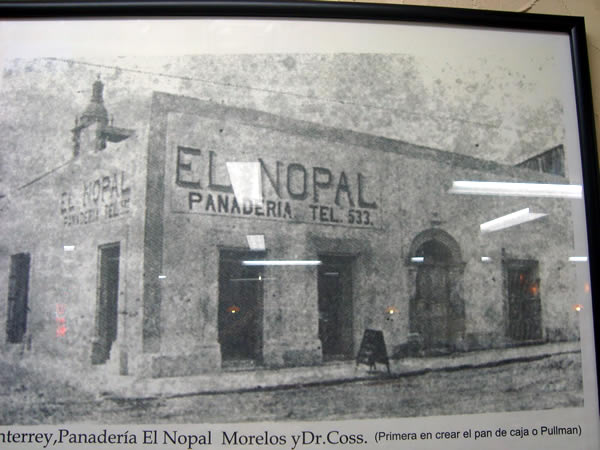 EL NOPAL
PANADERIA TEL.
EL NOPAL
PANADERIA, TEL. 533.
nterrey,Panadería El Nopal Morelos yDr.Coss. (Primera en crear el pan de caja o Pullman)